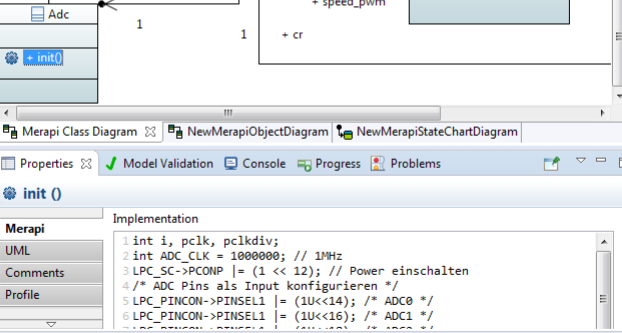 + speed_pwm
Adc
1
1
+ cr
+ init()
Merapi Class Diagram
NewMerapiObjectDiagram
NewMerapiStateChartDiagram
Properties
Model Validation
Console
Progress
Problems
init ()
Merapi
UML
Comments
Profile
Implementation
1 int i, pclk, pclkdiv;
2 int ADC_CLK = 1000000; // 1MHz
3 LPC_SC->PCONP |= (1 << 12); // Power einschalten
4 /* ADC Pins als Input konfigurieren */
5 LPC_PINCON->PINSEL1 |= (1U<<14); /* ADC0 */
6 LPC_PINCON->PINSEL1 |= (1U<<16); /* ADC1 */